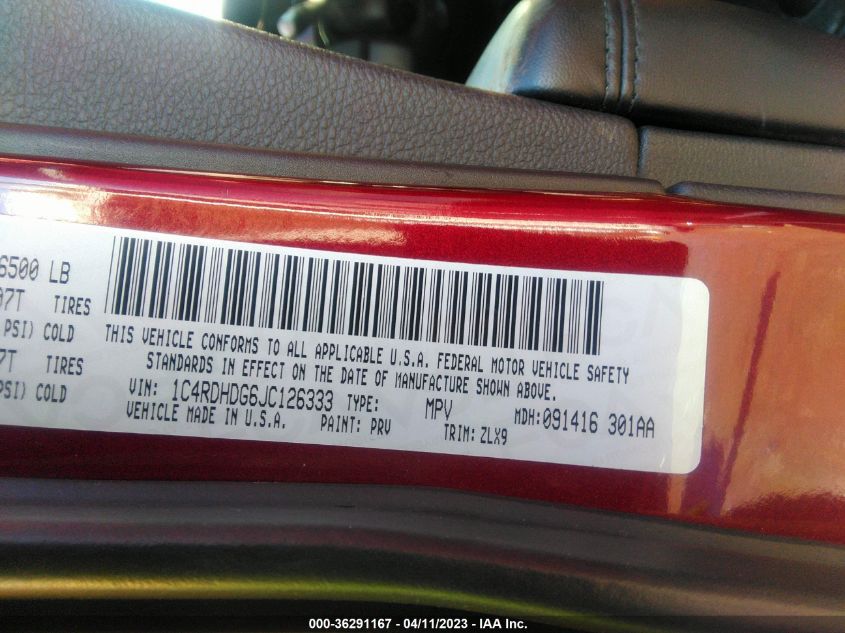 6500 LB
07T TIRES
PSI) COLD
7T TIRES
PSI) COLD
THIS VEHICLE CONFORMS TO ALL APPLICABLE U.S.A. FEDERAL MOTOR VEHICLE SAFETY
STANDARDS IN EFFECT ON THE DATE OF MANUFACTURE SHOWN ABOVE.
VIN: 1C4RDHDG6JC126333 TYPE: MPV MDH:091416 301AA
VEHICLE MADE IN U.S.A. PAINT: PRV TRIM: ZLX9
000-36291167 - 04/11/2023 - IAA Inc.